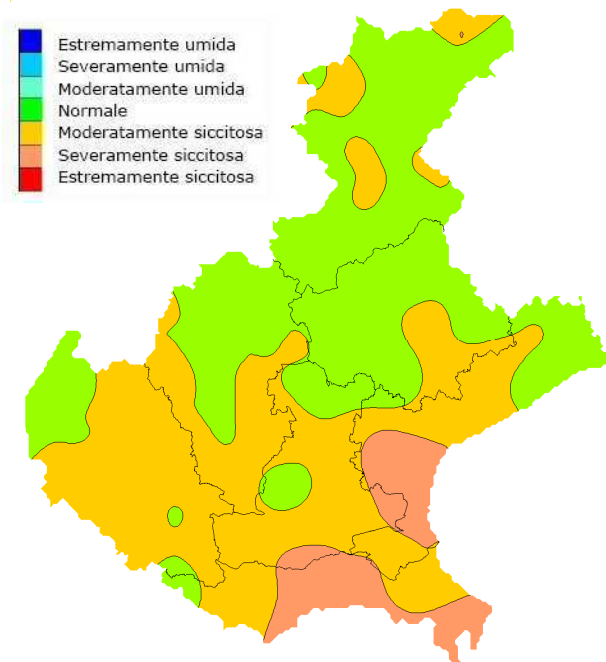 Estremamente umida
Severamente umida
Moderatamente umida
Normale
Moderatamente siccitosa
Severamente siccitosa
Estremamente siccitosa